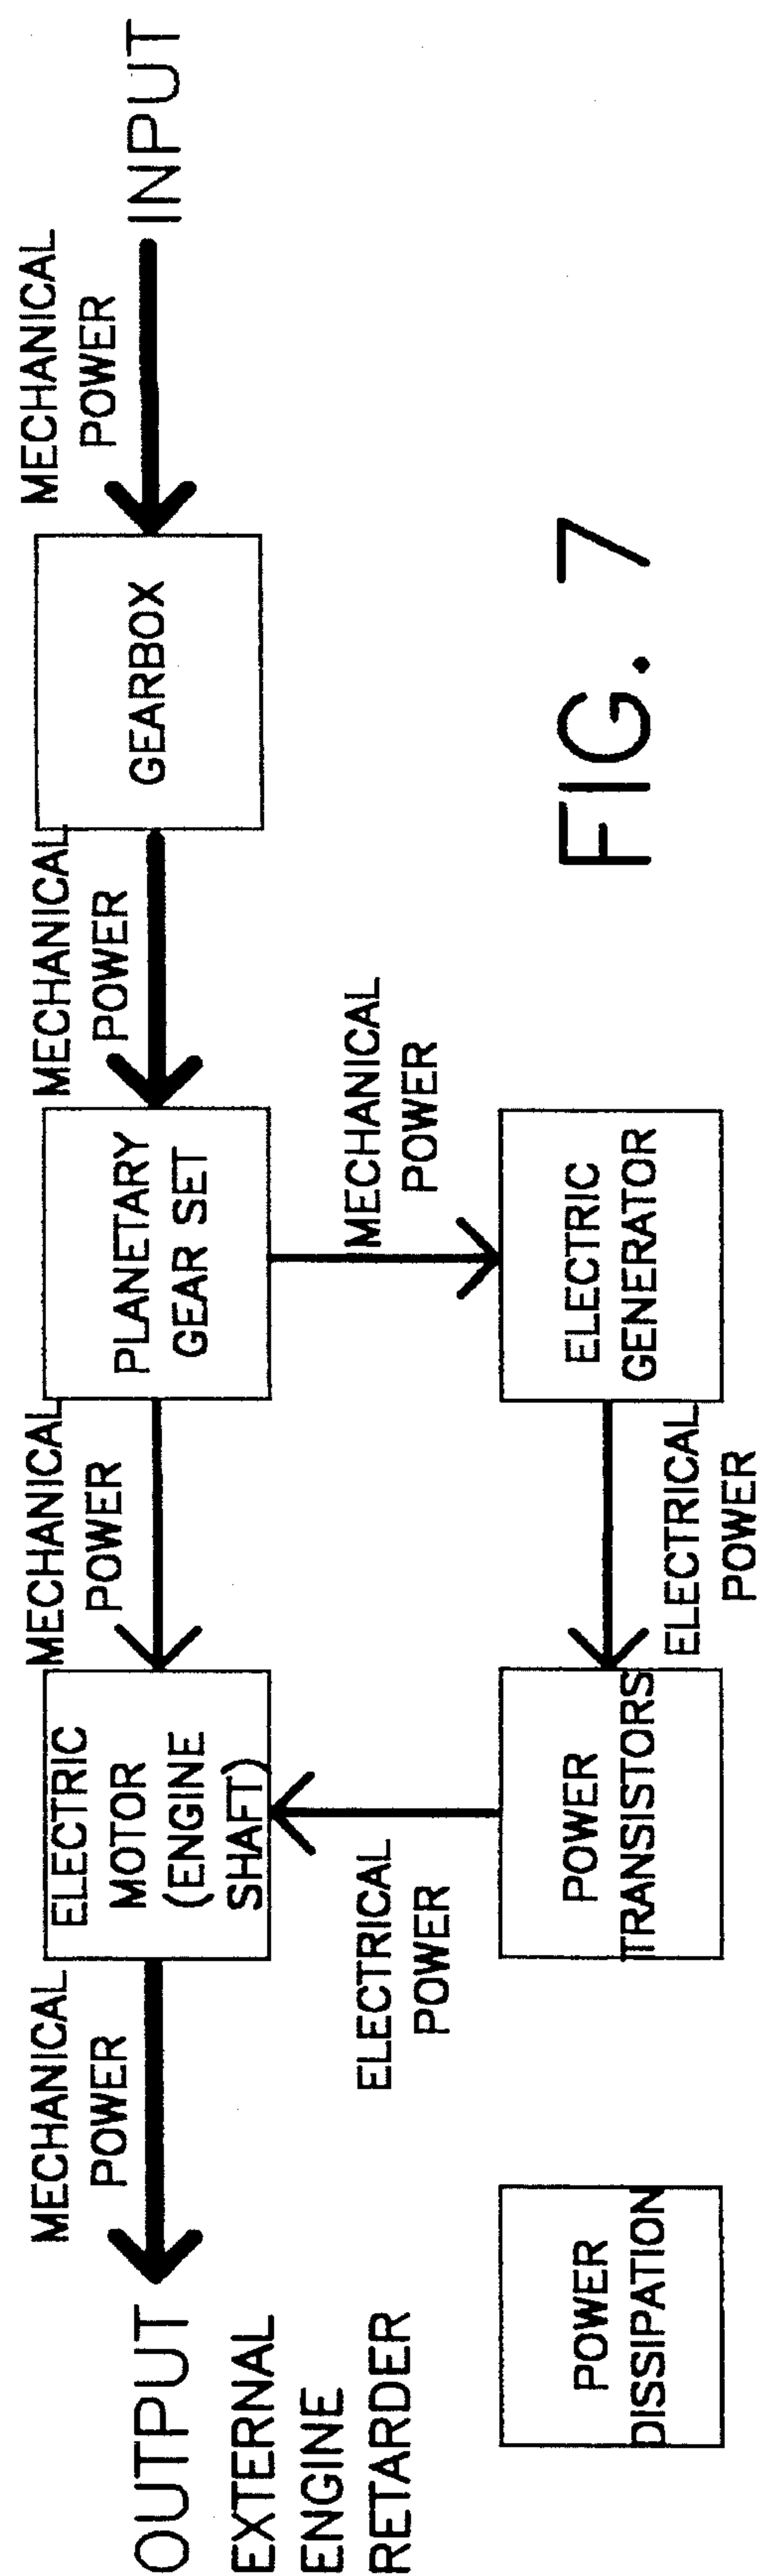 OUTPUT
EXTERNAL
ENGINE
RETARDER
MECHANICAL
POWER
ELECTRIC
MOTOR
(ENGINE
SHAFT)
MECHANICAL
POWER
PLANETARY
GEAR SET
MECHANICAL
POWER
GEARBOX
MECHANICAL
POWER
INPUT
ELECTRICAL
POWER
MECHANICAL
POWER
POWER
DISSIPATION
POWER
TRANSISTORS
ELECTRICAL
POWER
ELECTRIC
GENERATOR
FIG. 7